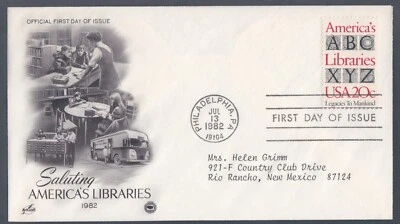 OFFICIAL FIRST DAY OF ISSUE
America's
ABC
Libraries
XYZ
USA 20c
Legacies To Mankind
PHILADELPHIA, PA
JUL
13
1982
19104
FIRST DAY OF ISSUE
Mrs. Helen Grimm
921-F Country Club Drive
Rio Rancho, New Mexico 87124
Saluting
AMERICA'S LIBRARIES
1982